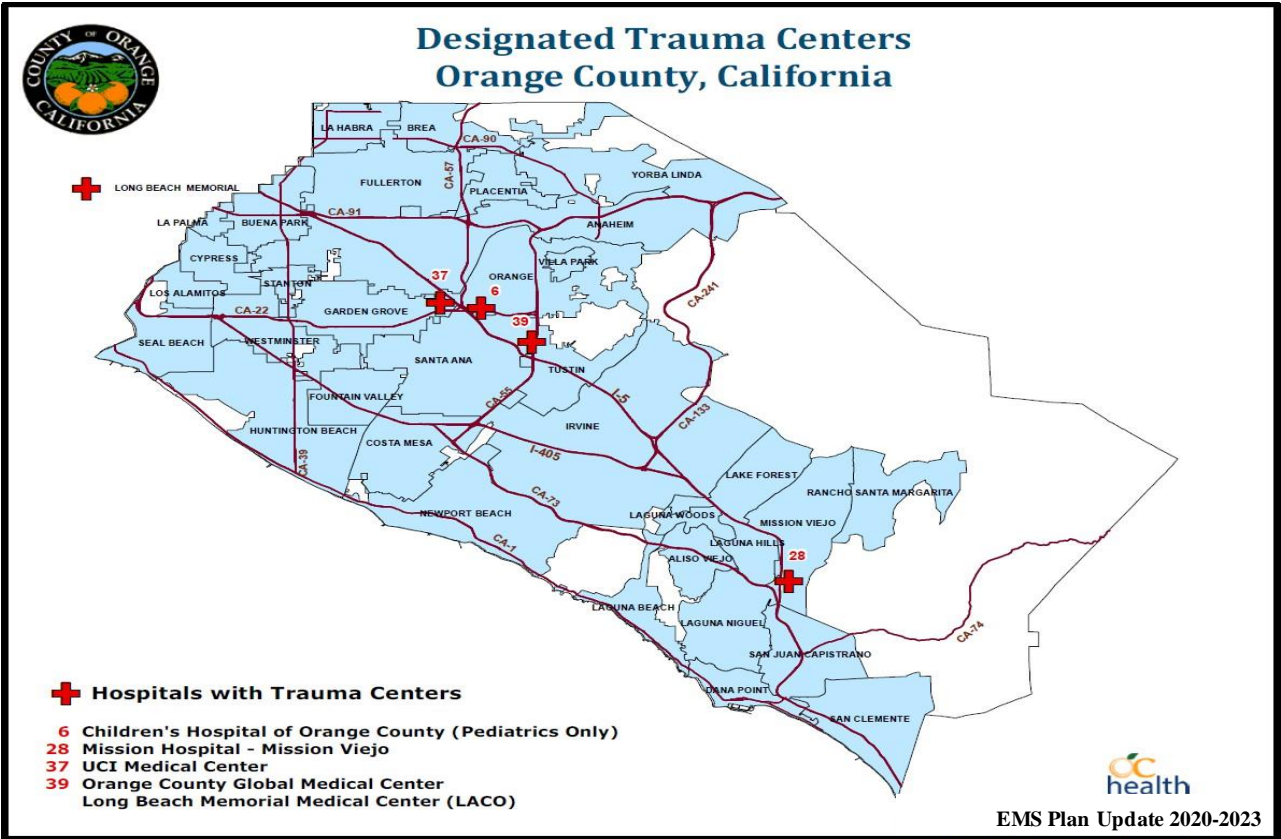 COUNTY OF ORANGE
CALIFORNIA
Designated Trauma Centers
Orange County, California
LA HABRA
BREA
CA-90
CA-57
FULLERTON
PLACENTIA
YORBA LINDA
LONG BEACH MEMORIAL
LA PALMA
BUENA PARK
CA-91
ANAHEIM
CYPRESS
VILLA PARK
STANTON
ORANGE
37
6
LOS ALAMITOS
CA-241
CA-22
GARDEN GROVE
39
SEAL BEACH
WESTMINSTER
SANTA ANA
TUSTIN
FOUNTAIN VALLEY
CA-55
I-5
CA-133
HUNTINGTON BEACH
COSTA MESA
IRVINE
CA-39
I-405
LAKE FOREST
CA-73
RANCHO SANTA MARGARITA
NEWPORT BEACH
LAGUNA WOODS
MISSION VIEJO
CA-1
LAGUNA HILLS
ALISO VIEJO
28
LAGUNA BEACH
LAGUNA NIGUEL
CA-74
SAN JUAN CAPISTRANO
DANA POINT
SAN CLEMENTE
Hospitals with Trauma Centers
6 Children's Hospital of Orange County (Pediatrics Only)
28 Mission Hospital - Mission Viejo
37 UCI Medical Center
39 Orange County Global Medical Center
Long Beach Memorial Medical Center (LACO)
OC
health
EMS Plan Update 2020-2023